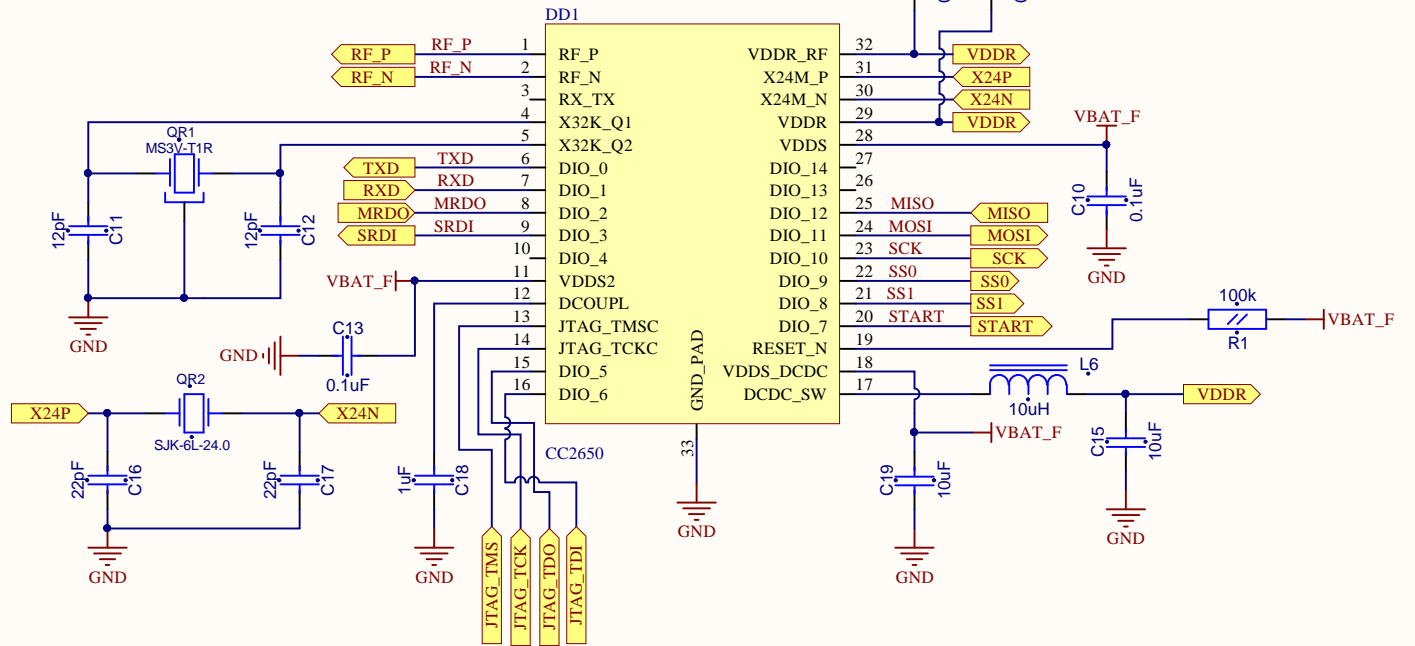 DD1
RF_P RF_P 1 RF_P VDDR_RF 32 VDDR
RF_N RF_N 2 RF_N X24M_P 31 X24P
3 RX_TX X24M_N 30 X24N
4 X32K_Q1 VDDR 29 VDDR
VBAT_F
QR1
MS3V-T1R
5 X32K_Q2 VDDS 28
TXD TXD 6 DIO_0 DIO_14 27
RXD RXD 7 DIO_1 DIO_13 26
MRDO MRDO 8 DIO_2 DIO_12 25 MISO MISO
SRDI SRDI 9 DIO_3 DIO_11 24 MOSI MOSI
12pF C11 12pF C12
C10 0.1uF
10 DIO_4 DIO_10 23 SCK SCK
VBAT_F 11 VDDS2 DIO_9 22 SS0 SS0
GND
12 DCOUPL DIO_8 21 SS1 SS1
100k
13 JTAG_TMSC DIO_7 20 START START
VBAT_F
R1
GND
C13
GND
0.1uF
14 JTAG_TCKC RESET_N 19
15 DIO_5 VDDS_DCDC 18
16 DIO_6 DCDC_SW 17
L6
10uH
VDDR
GND_PAD
33
QR2
X24P X24N
SJK-6L-24.0
CC2650
VBAT_F
C15 10uF
22pF C16 22pF C17
1uF C18
C19 10uF
GND
GND
GND
GND
GND
JTAG_TMS
JTAG_TCK
JTAG_TDO
JTAG_TDI